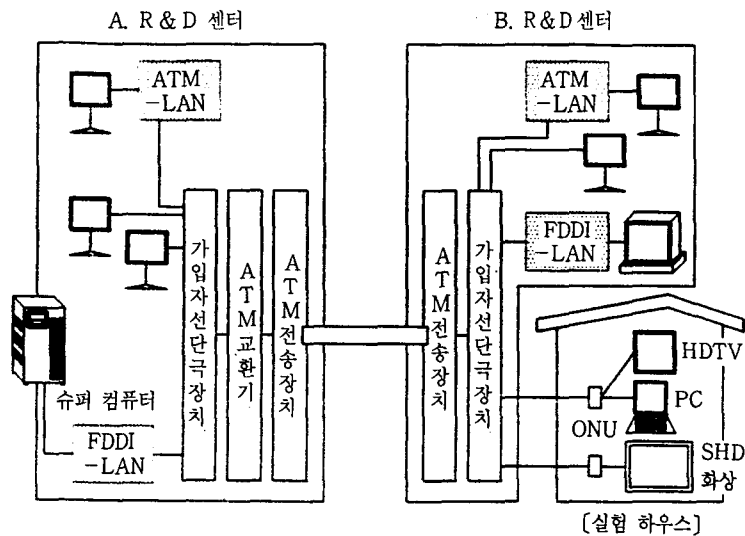 A. R&D 센터
ATM
-LAN
가입자선단극장치
ATM교환기
ATM전송장치
슈퍼 컴퓨터
FDDI
-LAN
B. R&D센터
ATM
-LAN
FDDI
-LAN
ATM전송장치
가입자선단극장치
HDTV
PC
ONU
SHD
화상
[실험 하우스]